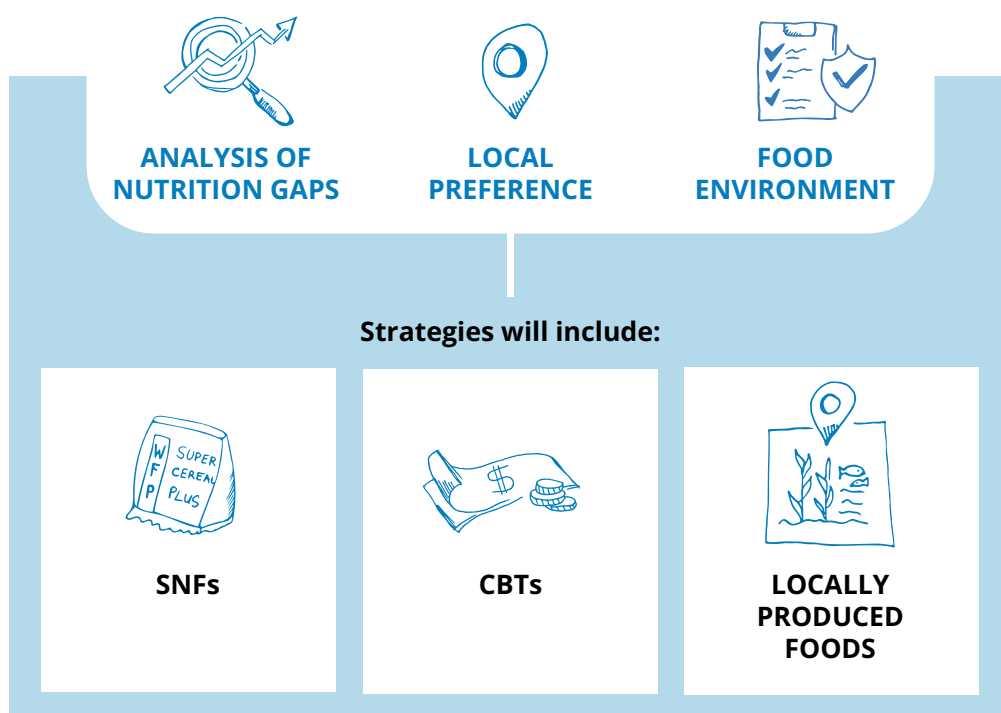 ANALYSIS OF
NUTRITION GAPS
LOCAL
PREFERENCE
FOOD
ENVIRONMENT
Strategies will include:
WFP
SUPER
CEREAL
PLUS
SNFs
$
CBTs
LOCALLY
PRODUCED
FOODS